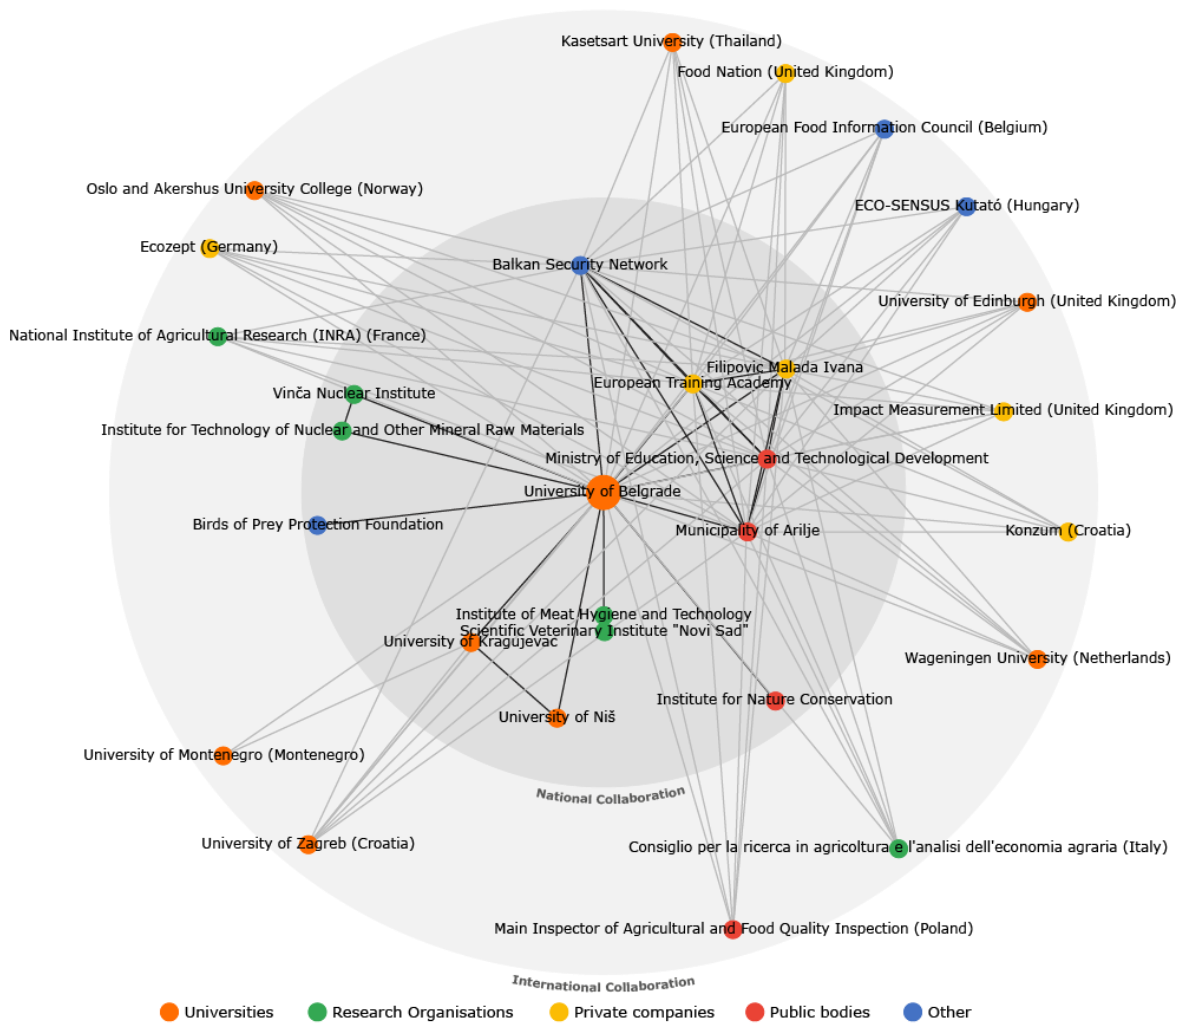 Kasetsart University (Thailand)
Food Nation (United Kingdom)
European Food Information Council (Belgium)
Oslo and Akershus University College (Norway)
ECO-SENSUS Kutató (Hungary)
Ecozept (Germany)
Balkan Security Network
University of Edinburgh (United Kingdom)
National Institute of Agricultural Research (INRA) (France)
Filipovic Malada Ivana
European Training Academy
Vinča Nuclear Institute
Impact Measurement Limited (United Kingdom)
Institute for Technology of Nuclear and Other Mineral Raw Materials
Ministry of Education, Science and Technological Development
University of Belgrade
Birds of Prey Protection Foundation
Municipality of Arilje
Konzum (Croatia)
Institute of Meat Hygiene and Technology
Scientific Veterinary Institute "Novi Sad"
University of Kragujevac
Wageningen University (Netherlands)
Institute for Nature Conservation
University of Niš
University of Montenegro (Montenegro)
National Collaboration
University of Zagreb (Croatia)
Consiglio per la ricerca in agricoltura e l'analisi dell'economia agraria (Italy)
Main Inspector of Agricultural and Food Quality Inspection (Poland)
International Collaboration
Universities
Research Organisations
Private companies
Public bodies
Other